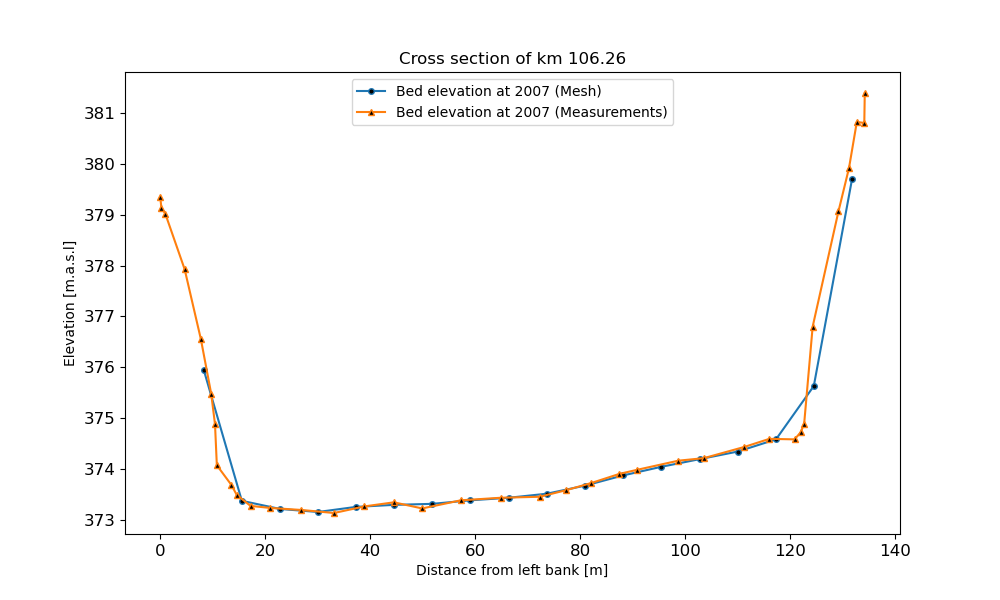 Cross section of km 106.26
Bed elevation at 2007 (Mesh)
Bed elevation at 2007 (Measurements)
Elevation [m.a.s.l]
381
380
379
378
377
376
375
374
373
0 20 40 60 80 100 120 140
Distance from left bank [m]